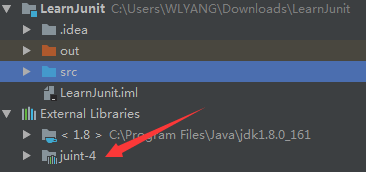 LearnJunit C:\Users\WLYANG\Downloads\LearnJunit
.idea
out
src
LearnJunit.iml
External Libraries
< 1.8 > C:\Program Files\Java\jdk1.8.0_161
juint-4